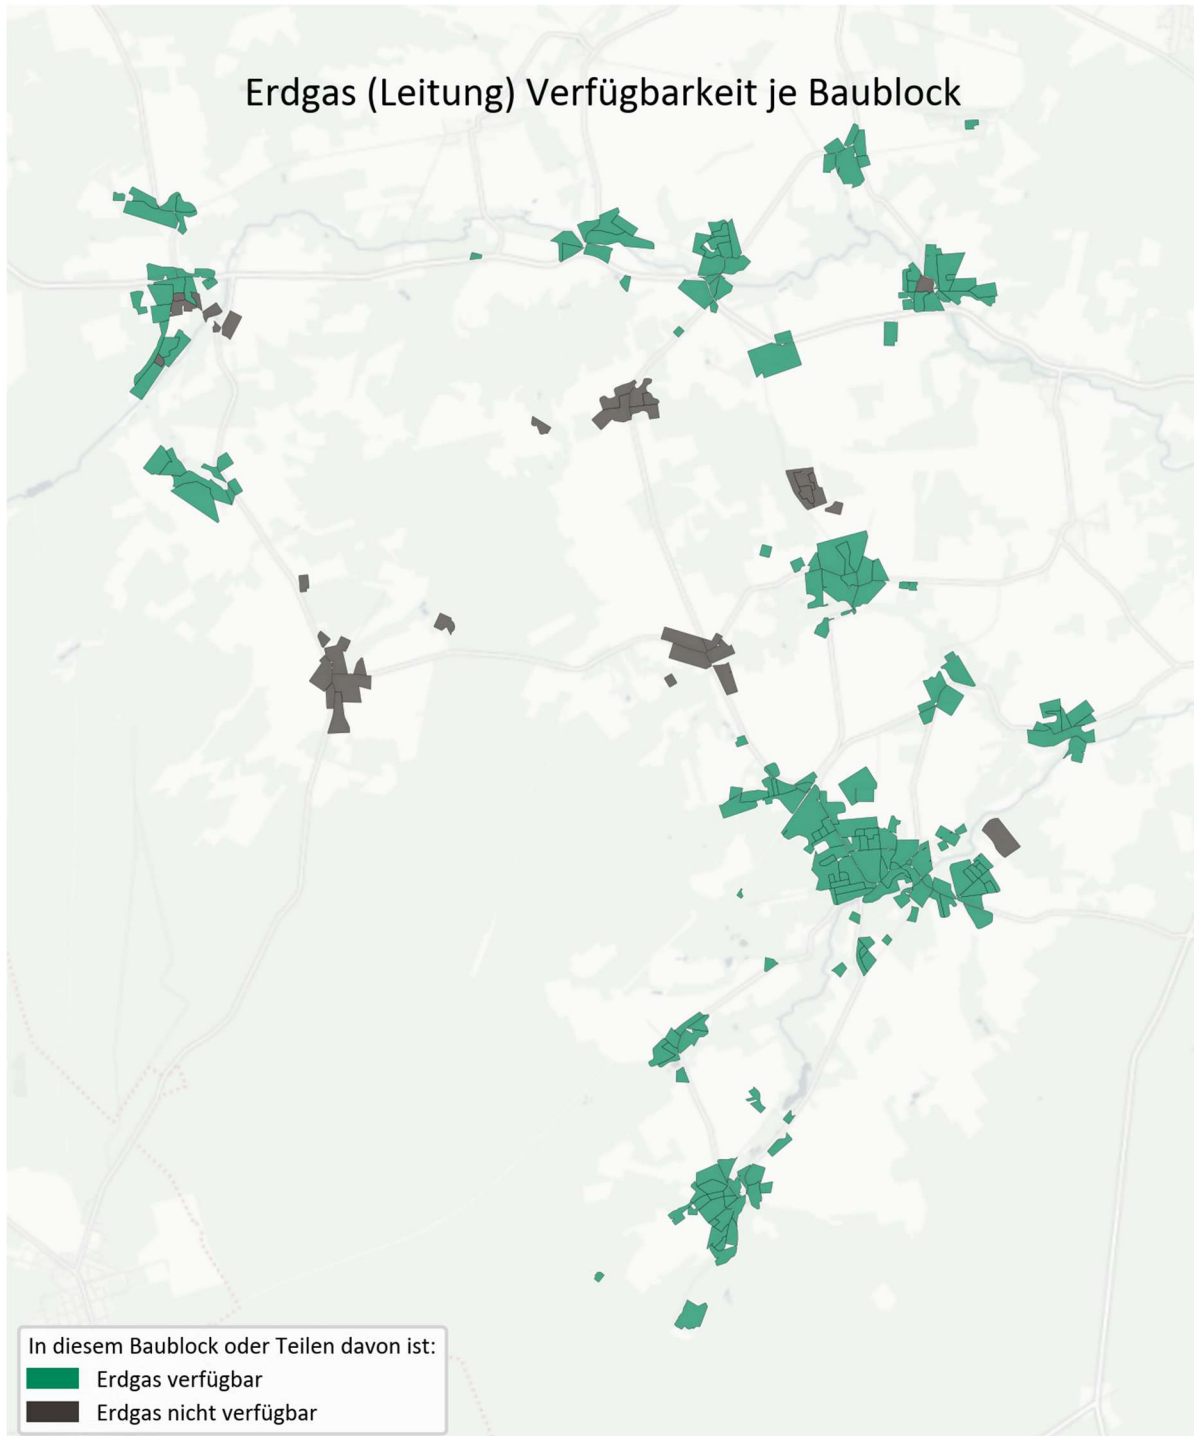 Erdgas (Leitung) Verfügbarkeit je Baublock
In diesem Baublock oder Teilen davon ist:
Erdgas verfügbar
Erdgas nicht verfügbar